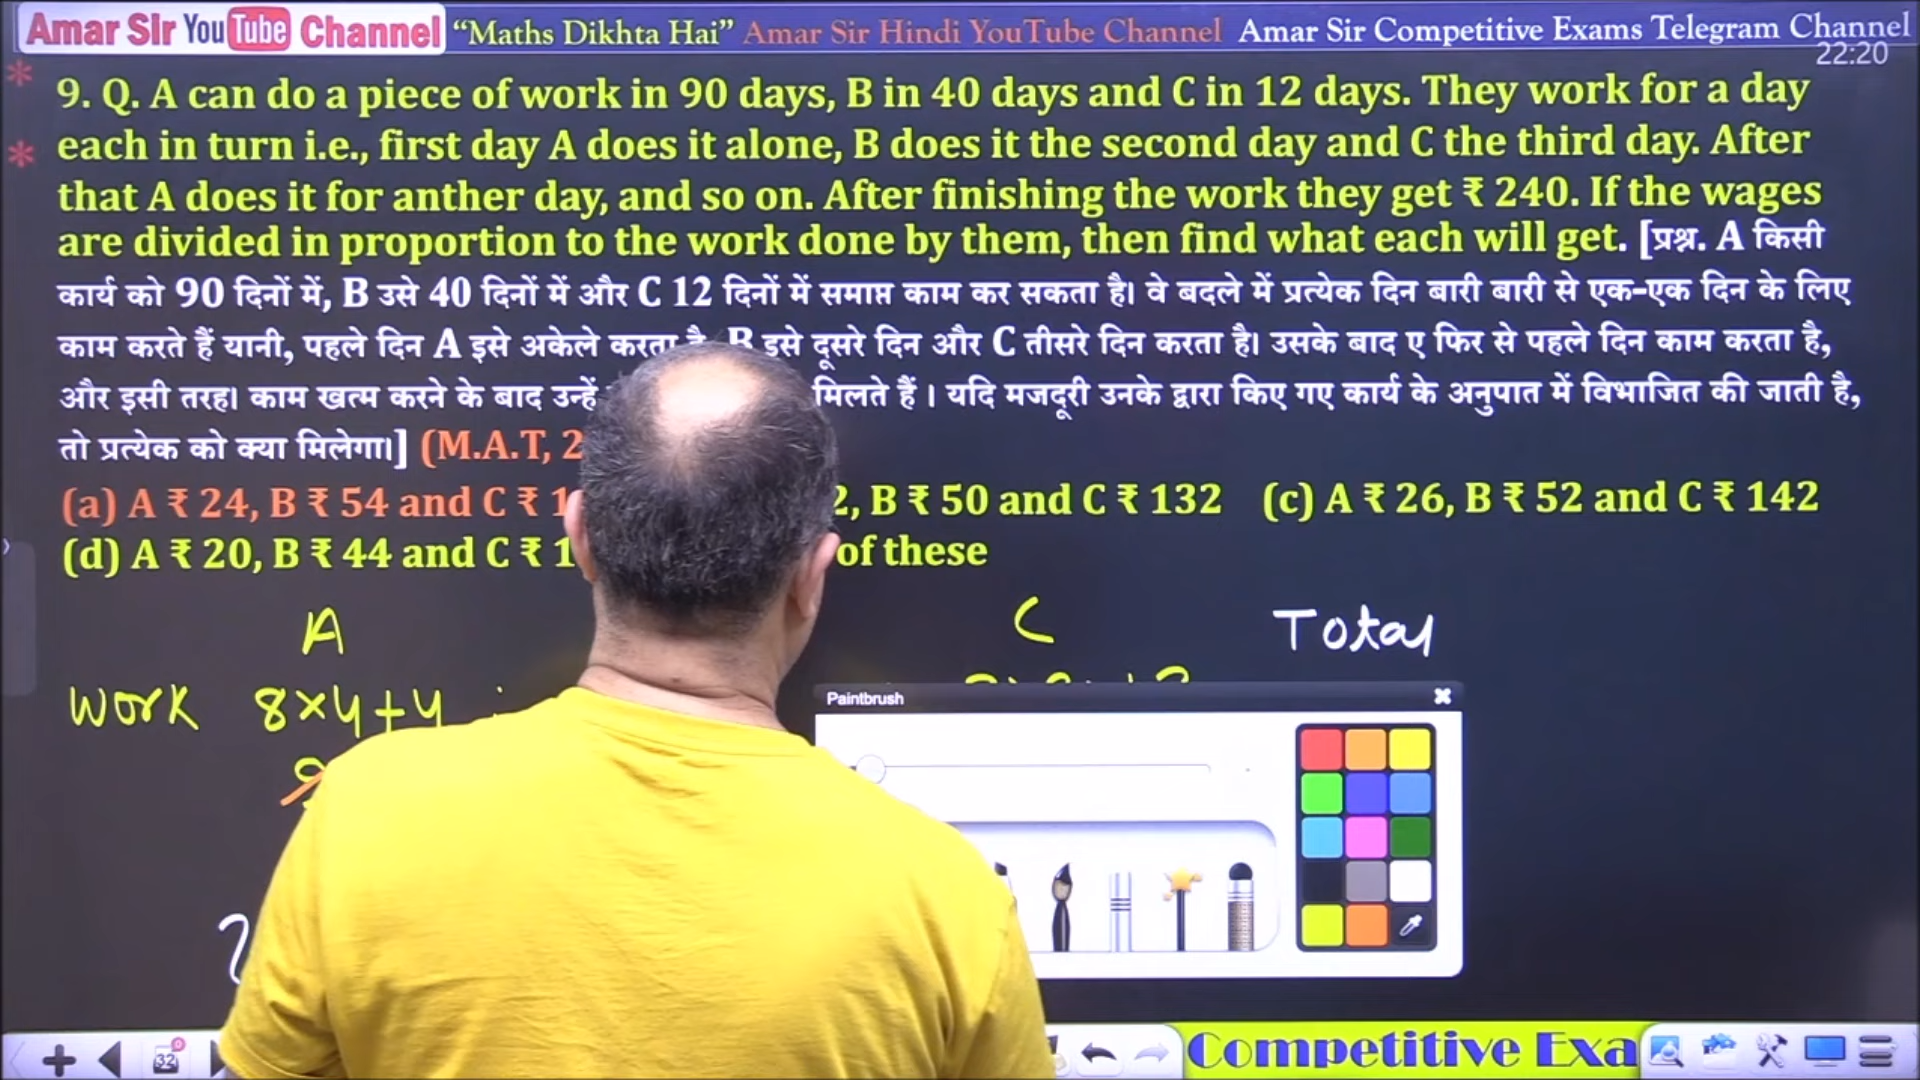 Amar Sir YouTube Channel "Maths Dikhta Hai" Amar Sir Hindi YouTube Channel Amar Sir Competitive Exams Telegram Channel
22:20
9. Q. A can do a piece of work in 90 days, B in 40 days and C in 12 days. They work for a day
each in turn i.e., first day A does it alone, B does it the second day and C the third day. After
that A does it for anther day, and so on. After finishing the work they get ₹ 240. If the wages
are divided in proportion to the work done by them, then find what each will get. [प्रश्न. A किसी
कार्य को 90 दिनों में, B उसे 40 दिनों में और C 12 दिनों में समाप्त काम कर सकता है। वे बदले में प्रत्येक दिन बारी बारी से एक-एक दिन के लिए
काम करते हैं यानी, पहले दिन A इसे अकेले करता है, B इसे दूसरे दिन और C तीसरे दिन करता है। उसके बाद ए फिर से पहले दिन काम करता है,
और इसी तरह। काम खत्म करने के बाद उन्हें मिलते हैं । यदि मजदूरी उनके द्वारा किए गए कार्य के अनुपात में विभाजित की जाती है,
तो प्रत्येक को क्या मिलेगा।] (M.A.T, 2
(a) A ₹ 24, B ₹ 54 and C ₹ 1 2, B ₹ 50 and C ₹ 132 (c) A ₹ 26, B ₹ 52 and C ₹ 142
(d) A ₹ 20, B ₹ 44 and C ₹ 1 of these
A C Total
Work 8×4+4
Paintbrush
32
Competitive Exa